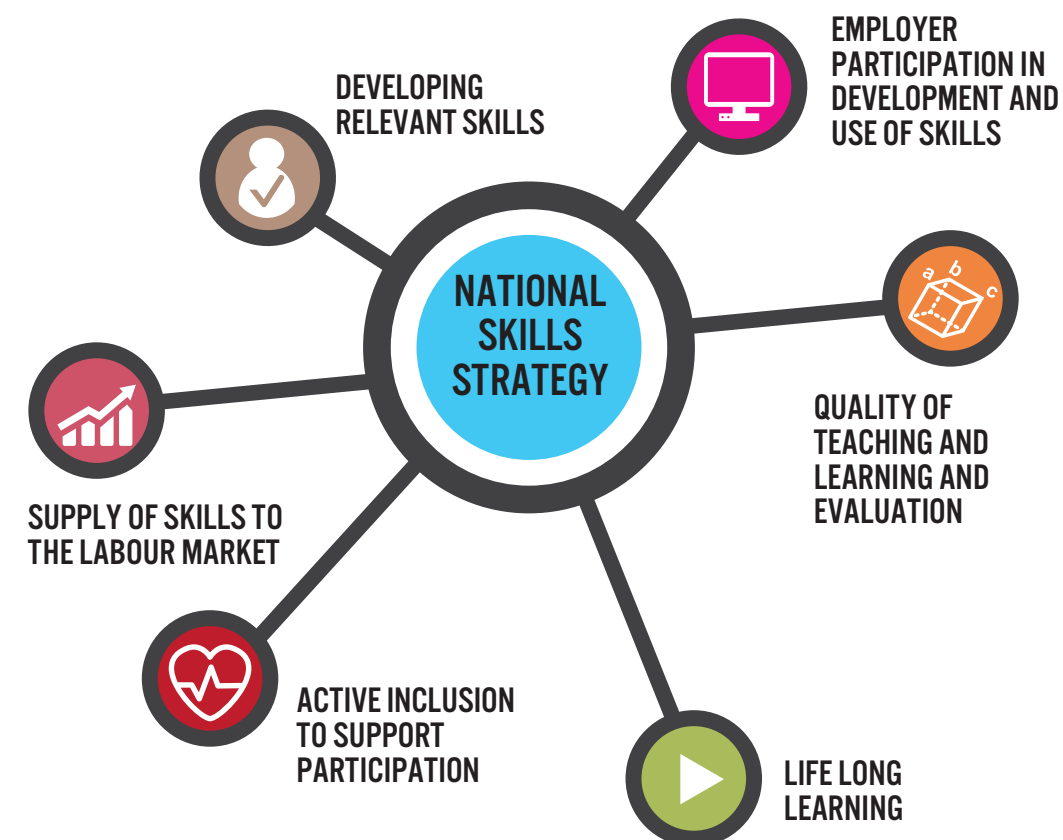 EMPLOYER
PARTICIPATION IN
DEVELOPMENT AND
USE OF SKILLS
DEVELOPING
RELEVANT SKILLS
a b c
NATIONAL
SKILLS
STRATEGY
QUALITY OF
TEACHING AND
LEARNING AND
EVALUATION
SUPPLY OF SKILLS TO
THE LABOUR MARKET
ACTIVE INCLUSION
TO SUPPORT
PARTICIPATION
LIFE LONG
LEARNING